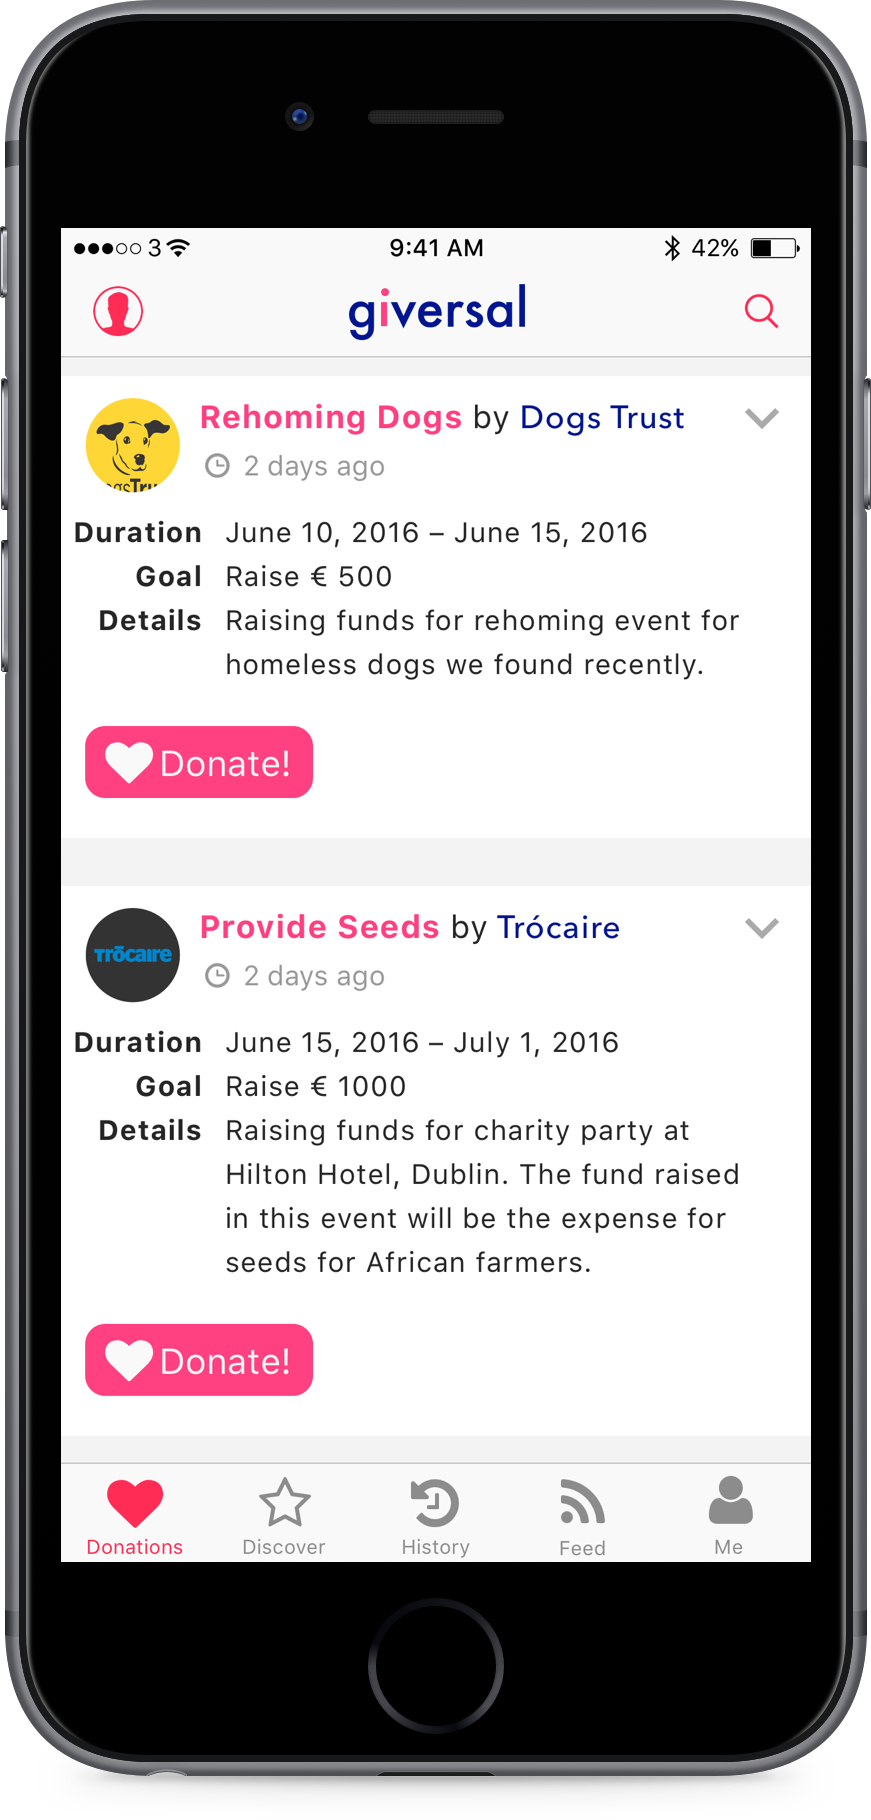 3 9:41 AM 42%
giversal
Rehoming Dogs by Dogs Trust
2 days ago
Duration June 10, 2016 – June 15, 2016
Goal Raise € 500
Details Raising funds for rehoming event for
homeless dogs we found recently.
Donate!
Provide Seeds by Trócaire
Trōcaire
2 days ago
Duration June 15, 2016 – July 1, 2016
Goal Raise € 1000
Details Raising funds for charity party at
Hilton Hotel, Dublin. The fund raised
in this event will be the expense for
seeds for African farmers.
Donate!
Donations Discover History Feed Me